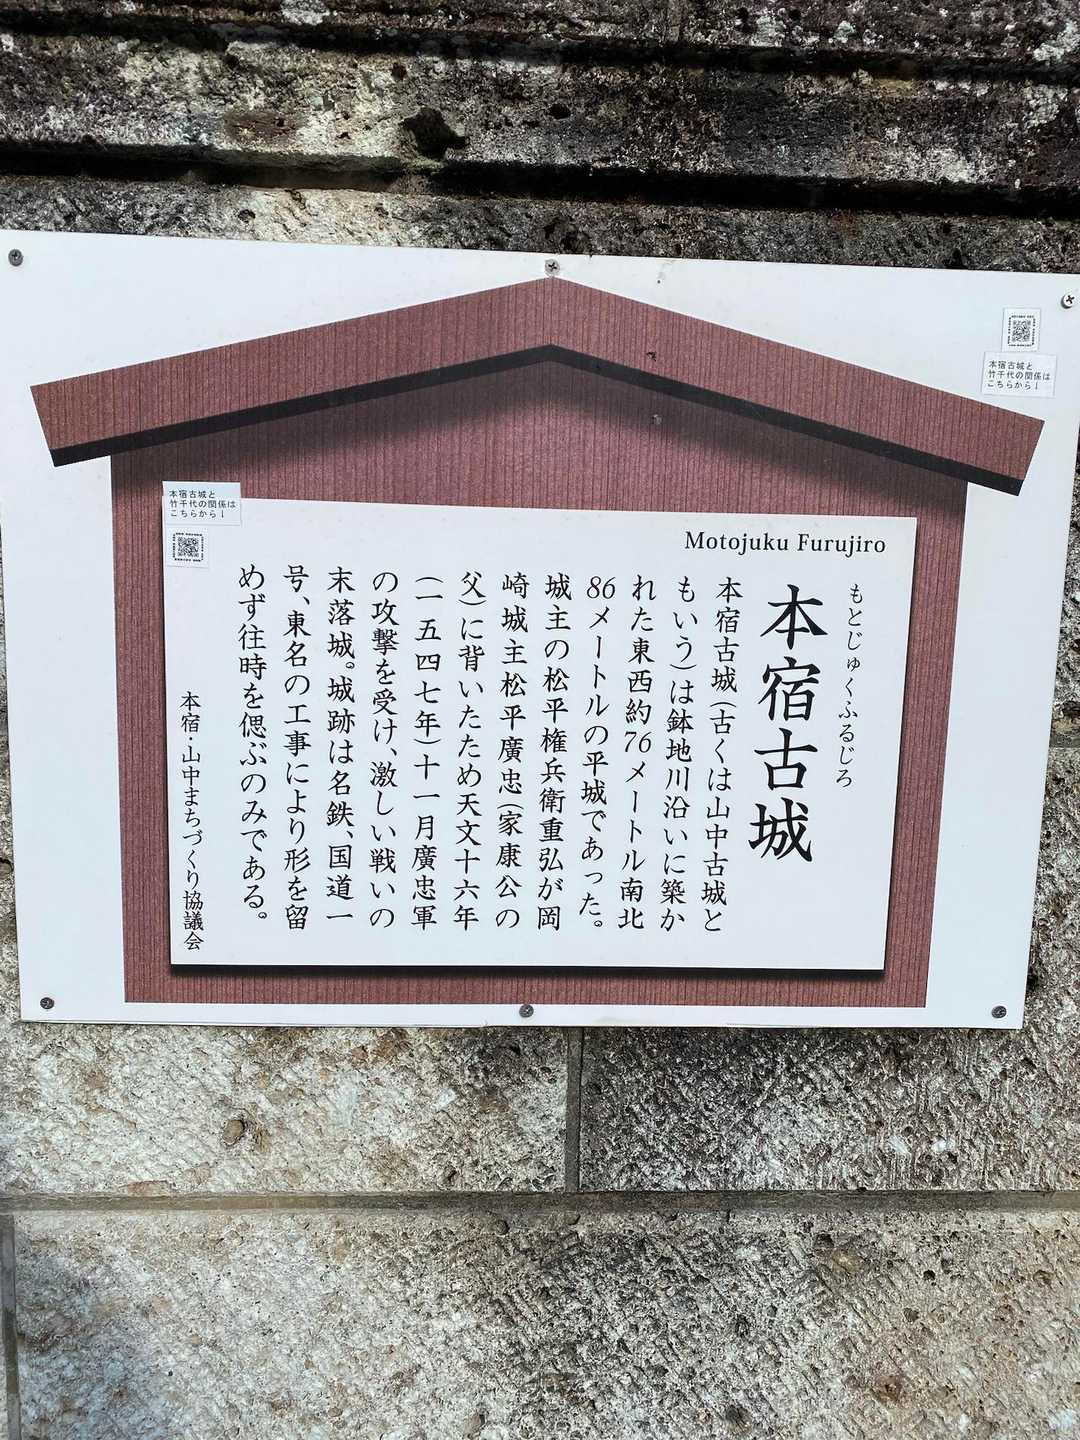 Motojuku Furujiro
もとじゅくふるじろ
本宿古城
本宿古城(古くは山中古城と
もいう)は鉢地川沿いに築か
れた東西約76メートル南北
86メートルの平城であった。
城主の松平権兵衛重弘が岡
崎城主松平廣忠(家康公の
父)に背いたため天文十六年
(一五四七年)十一月廣忠軍
の攻撃を受け、激しい戦いの
末落城。城跡は名鉄、国道一
号、東名の工事により形を留
めず往時を偲ぶのみである。
本宿・山中まちづくり協議会
本宿古城と
竹千代の関係は
こちらから↓
本宿古城と
竹千代の関係は
こちらから↓